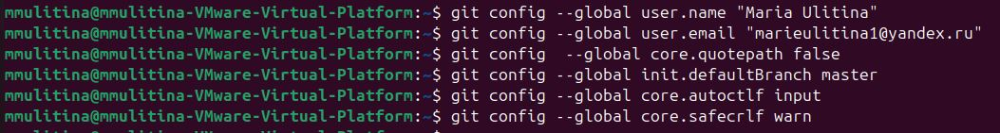 mmulitina@mmulitina-VMware-Virtual-Platform:~$ git config --global user.name "Maria Ulitina"
mmulitina@mmulitina-VMware-Virtual-Platform:~$ git config --global user.email "marieulitina1@yandex.ru"
mmulitina@mmulitina-VMware-Virtual-Platform:~$ git config  --global core.quotepath false
mmulitina@mmulitina-VMware-Virtual-Platform:~$ git config --global init.defaultBranch master
mmulitina@mmulitina-VMware-Virtual-Platform:~$ git config --global core.autoctlf input
mmulitina@mmulitina-VMware-Virtual-Platform:~$ git config --global core.safecrlf warn